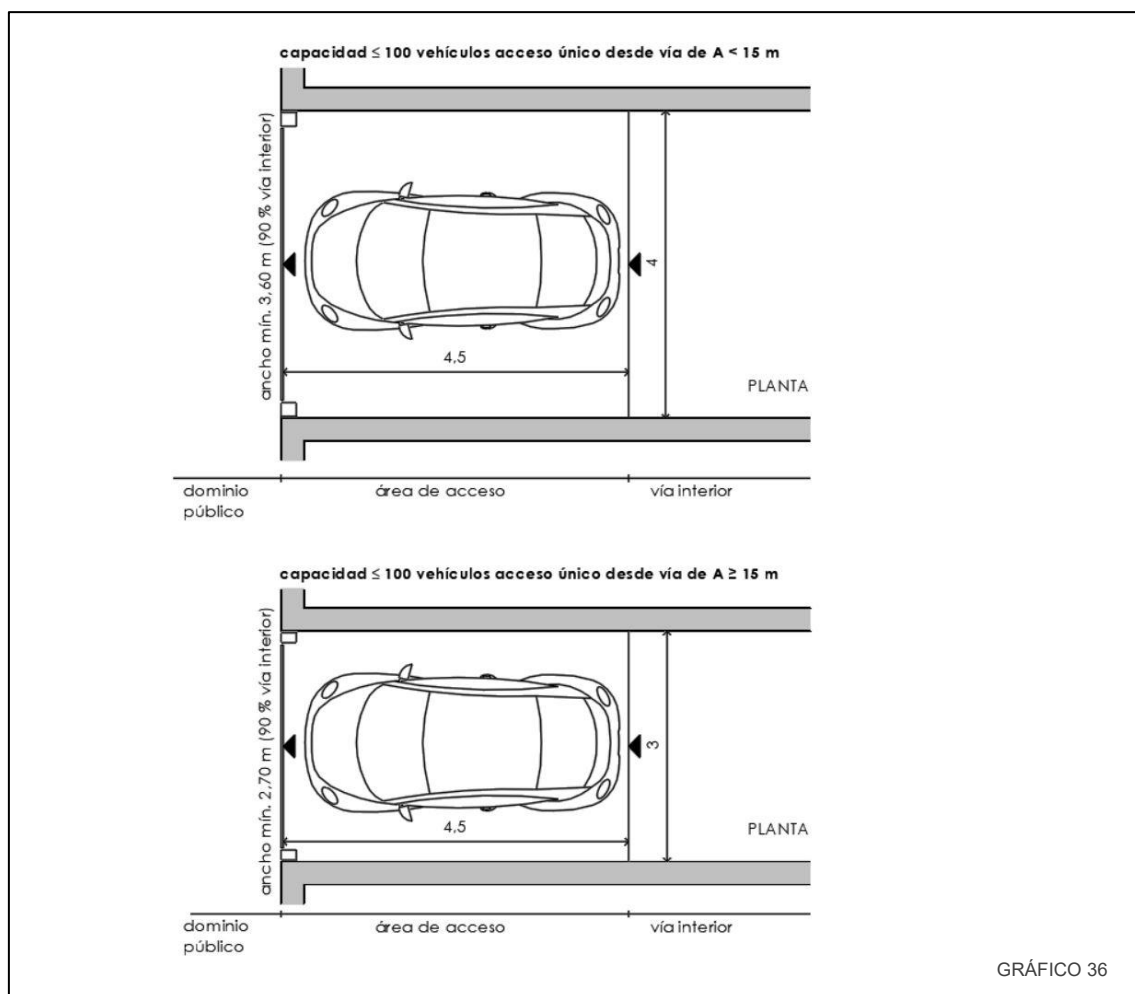 capacidad ≤ 100 vehículos acceso único desde vía de A < 15 m
ancho mín. 3,60 m (90 % vía interior)
4
4,5
PLANTA
dominio público
área de acceso
vía interior
capacidad ≤ 100 vehículos acceso único desde vía de A ≥ 15 m
ancho mín. 2,70 m (90 % vía interior)
3
4,5
PLANTA
dominio público
área de acceso
vía interior
GRÁFICO 36